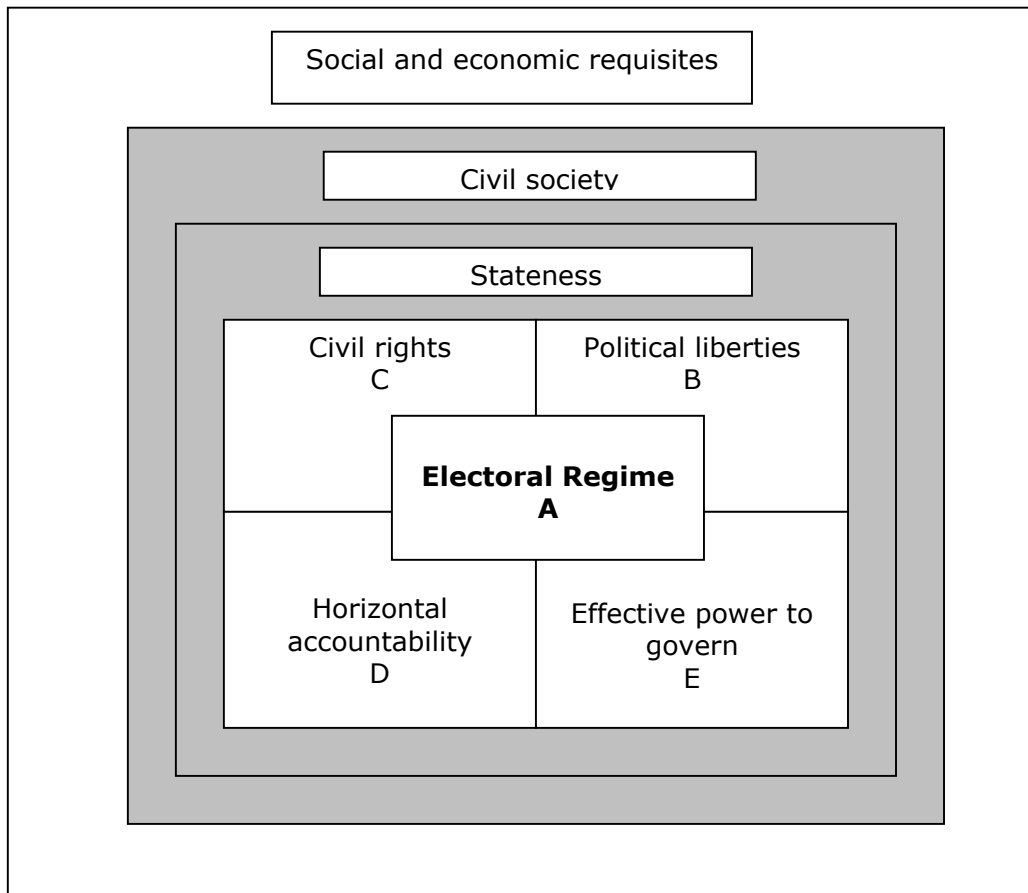 Social and economic requisites
Civil society
Stateness
Civil rights
C
Political liberties
B
Electoral Regime
A
Horizontal
accountability
D
Effective power to
govern
E